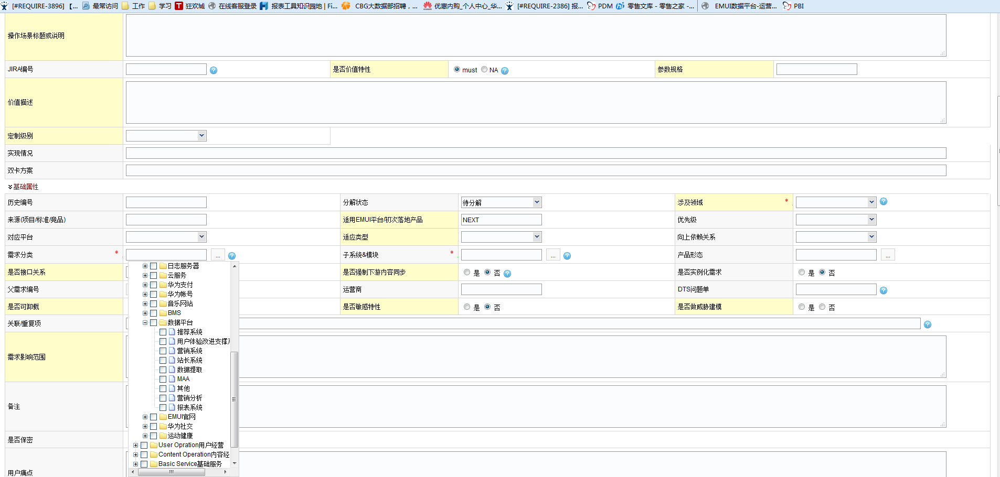 [#REQUIRE-3896] 【... 最常访问 工作 学习 狂欢城 在线客服登录 报表工具知识园地 | Fi... CBG大数据部招聘，... 优惠内购_个人中心_华... [#REQUIRE-2386] 报... PDM 零售文库 - 零售之家 -... EMUI数据平台-运营... PBI
操作场景标题或说明
JIRA编号 是否价值特性 must NA 参数规格
价值描述
定制级别
实现情况
双卡方案
基础属性
历史编号 分解状态 待分解 涉及领域 *
来源(项目/标准/竞品) 适用EMUI平台/初次落地产品 NEXT 优先级
对应平台 适应类型 向上依赖关系
需求分类 * ... 子系统&模块 * ... 产品形态 ...
日志服务器
是否接口关系 云服务 是否强制下游内容同步 是 否 是否实例化需求 是 否
华为支付
父需求编号 华为帐号 运营商 DTS问题单
音乐网站
是否可卸载 BMS 是否敏感特性 是 否 是否做威胁建模 是 否
关联/重复项 数据平台
推荐系统
用户体验改进支撑
营销系统
需求影响范围 站长系统
数据提取
MAA
其他
营销分析
备注 报表系统
EMUI官网
华为社交
运动健康
是否保密 User Opration用户经营
Content Operation内容经
Basic Service基础服务
用户痛点